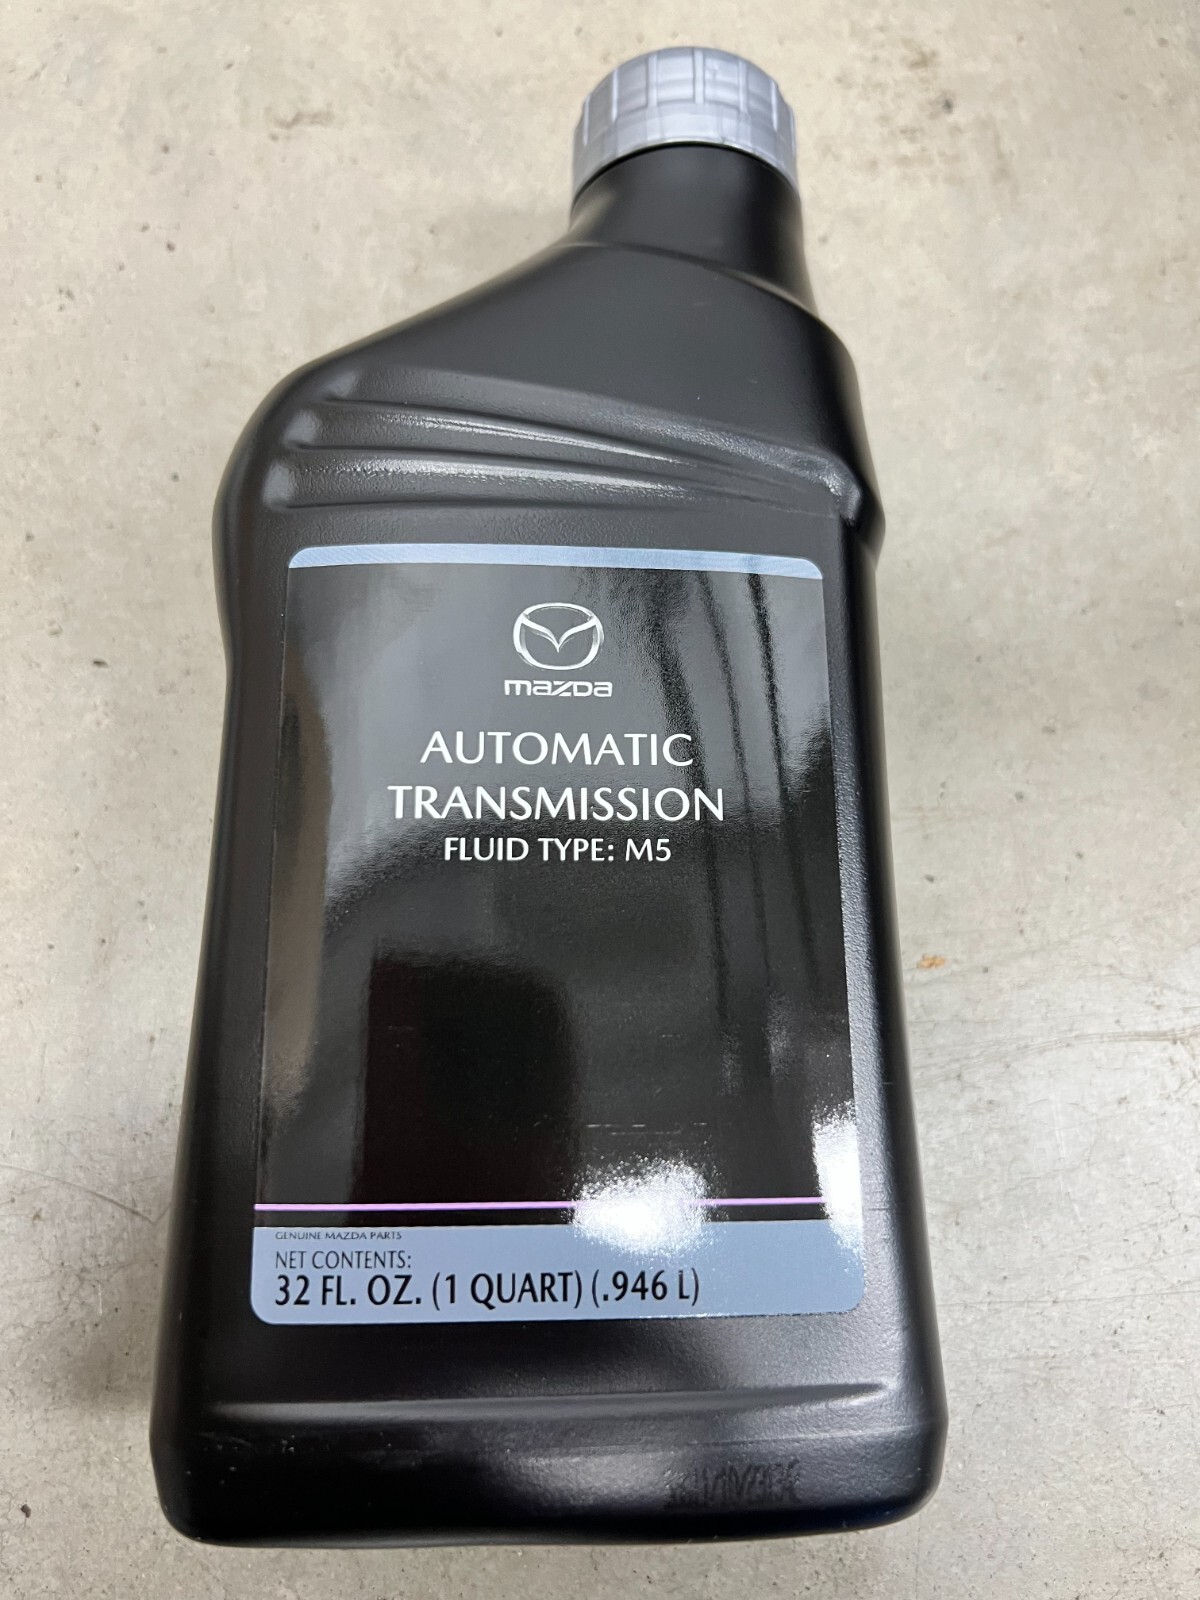 mazda
AUTOMATIC
TRANSMISSION
FLUID TYPE: M5
GENUINE MAZDA PARTS
NET CONTENTS:
32 FL. OZ. (1 QUART) (.946 L)